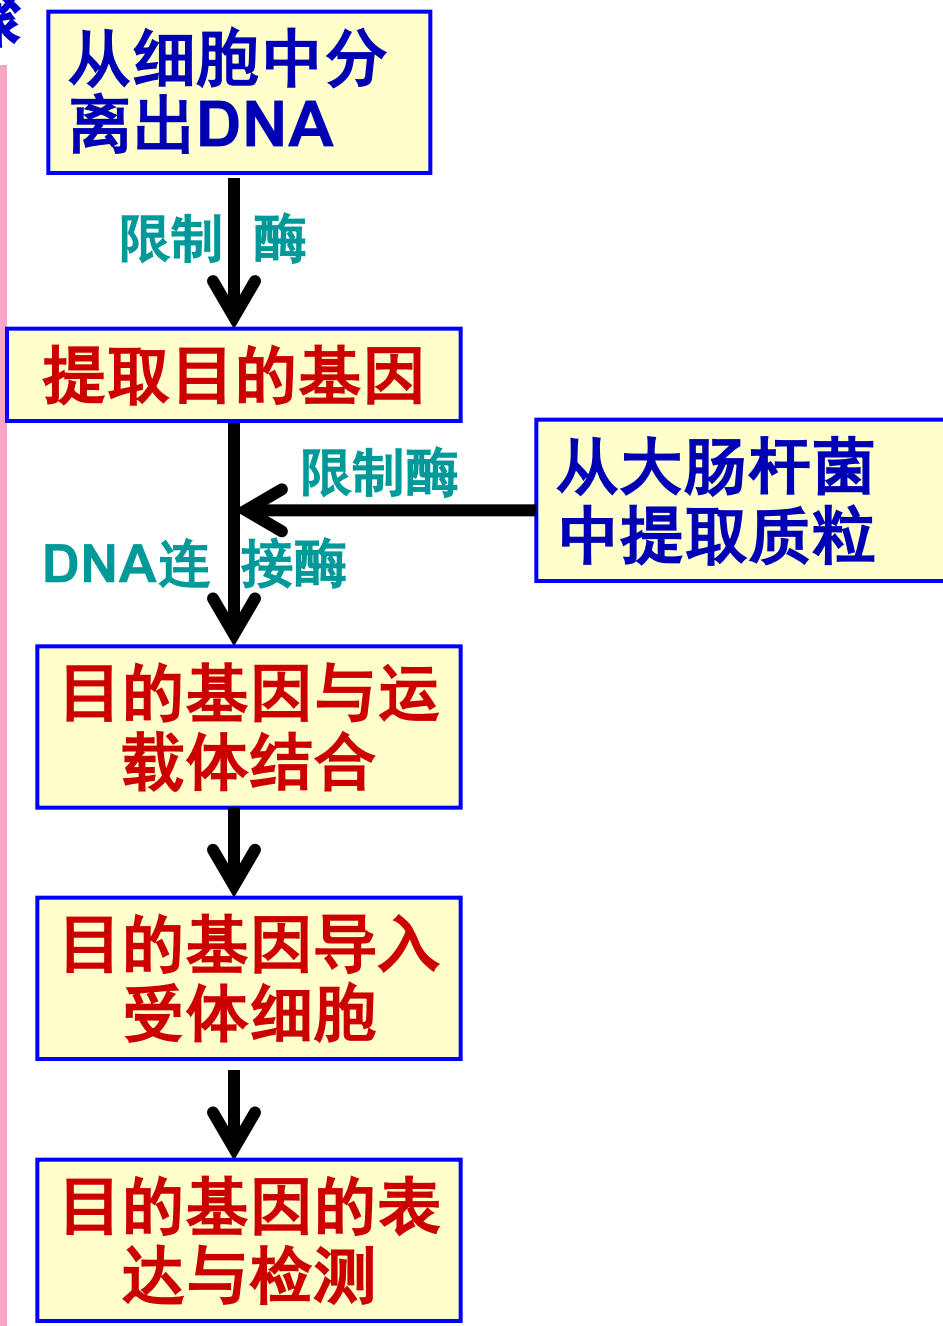 骤
从细胞中分
离出DNA
限制 酶
提取目的基因
限制酶
从大肠杆菌
中提取质粒
DNA连 接酶
目的基因与运
载体结合
目的基因导入
受体细胞
目的基因的表
达与检测